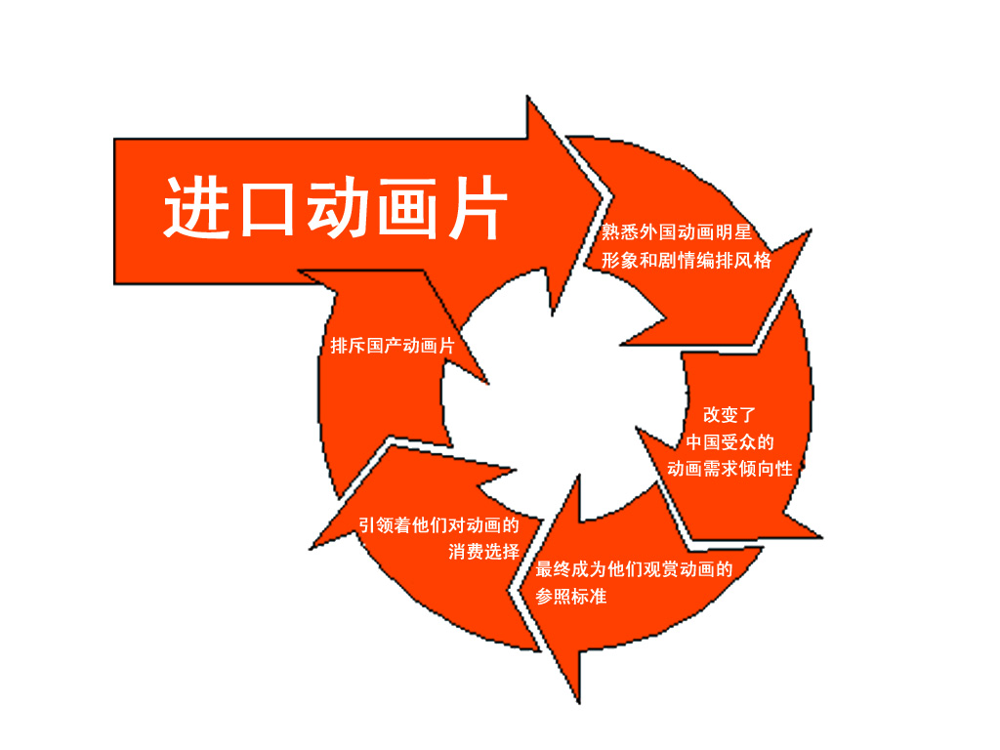 进口动画片
熟悉外国动画明星
形象和剧情编排风格
改变了
中国受众的
动画需求倾向性
最终成为他们观赏动画的
参照标准
引领着他们对动画的
消费选择
排斥国产动画片